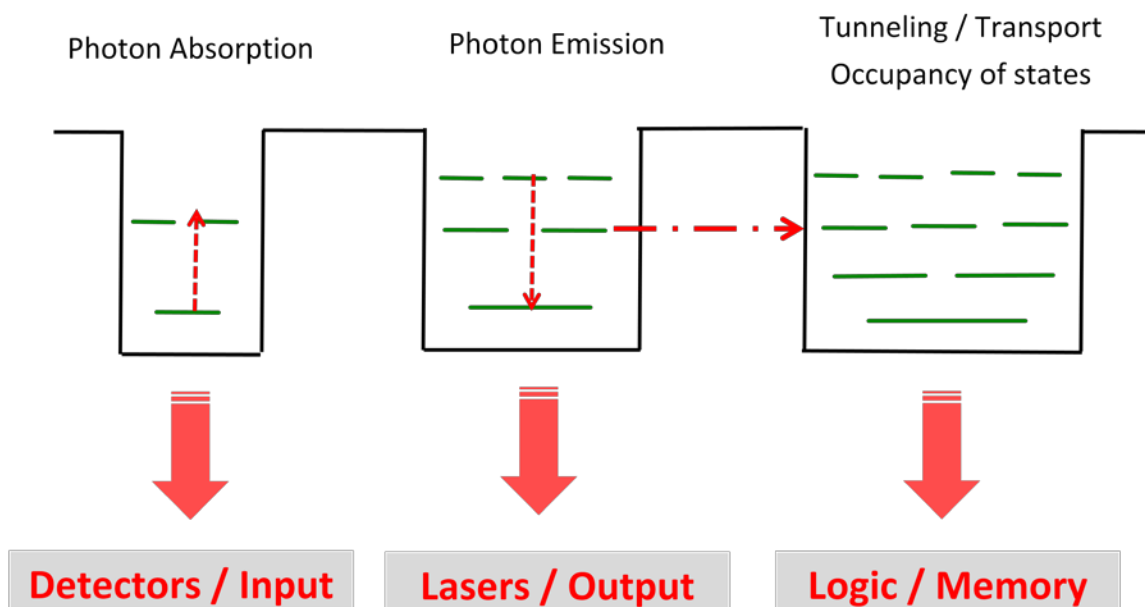 Photon Absorption
Photon Emission
Tunneling / Transport
Occupancy of states
Detectors / Input
Lasers / Output
Logic / Memory